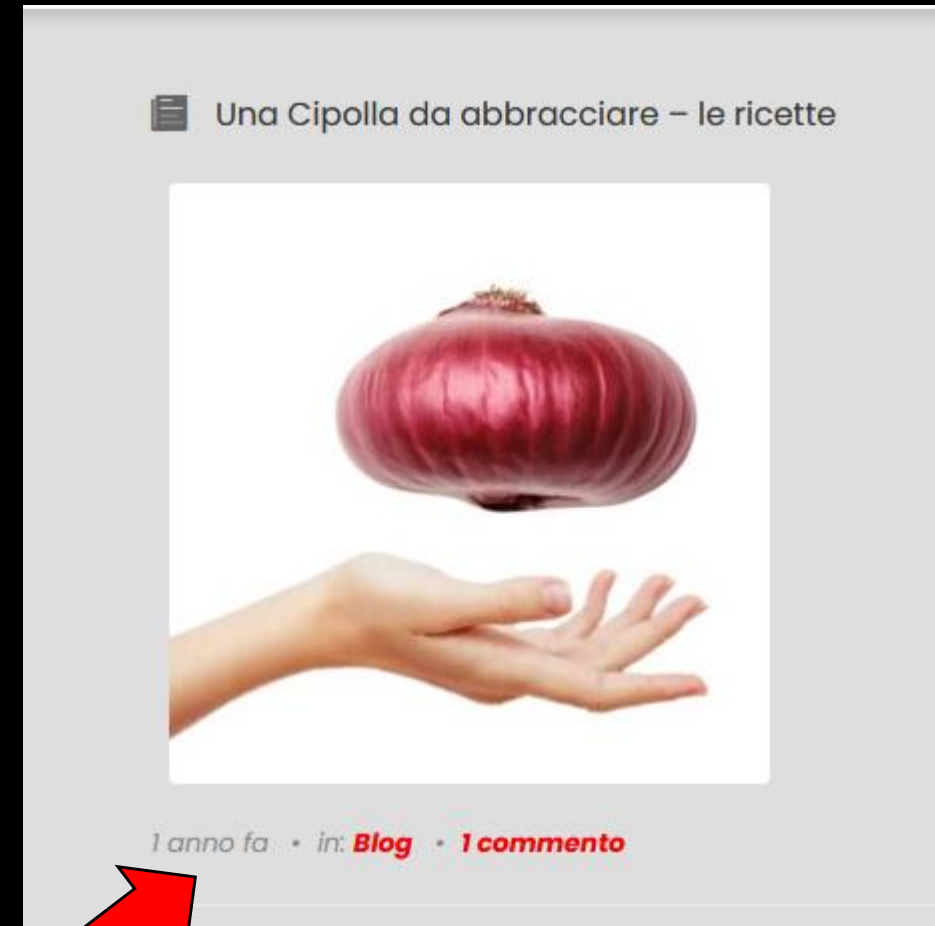 Una Cipolla da abbracciare – le ricette
1 anno fa • in: Blog • 1 commento